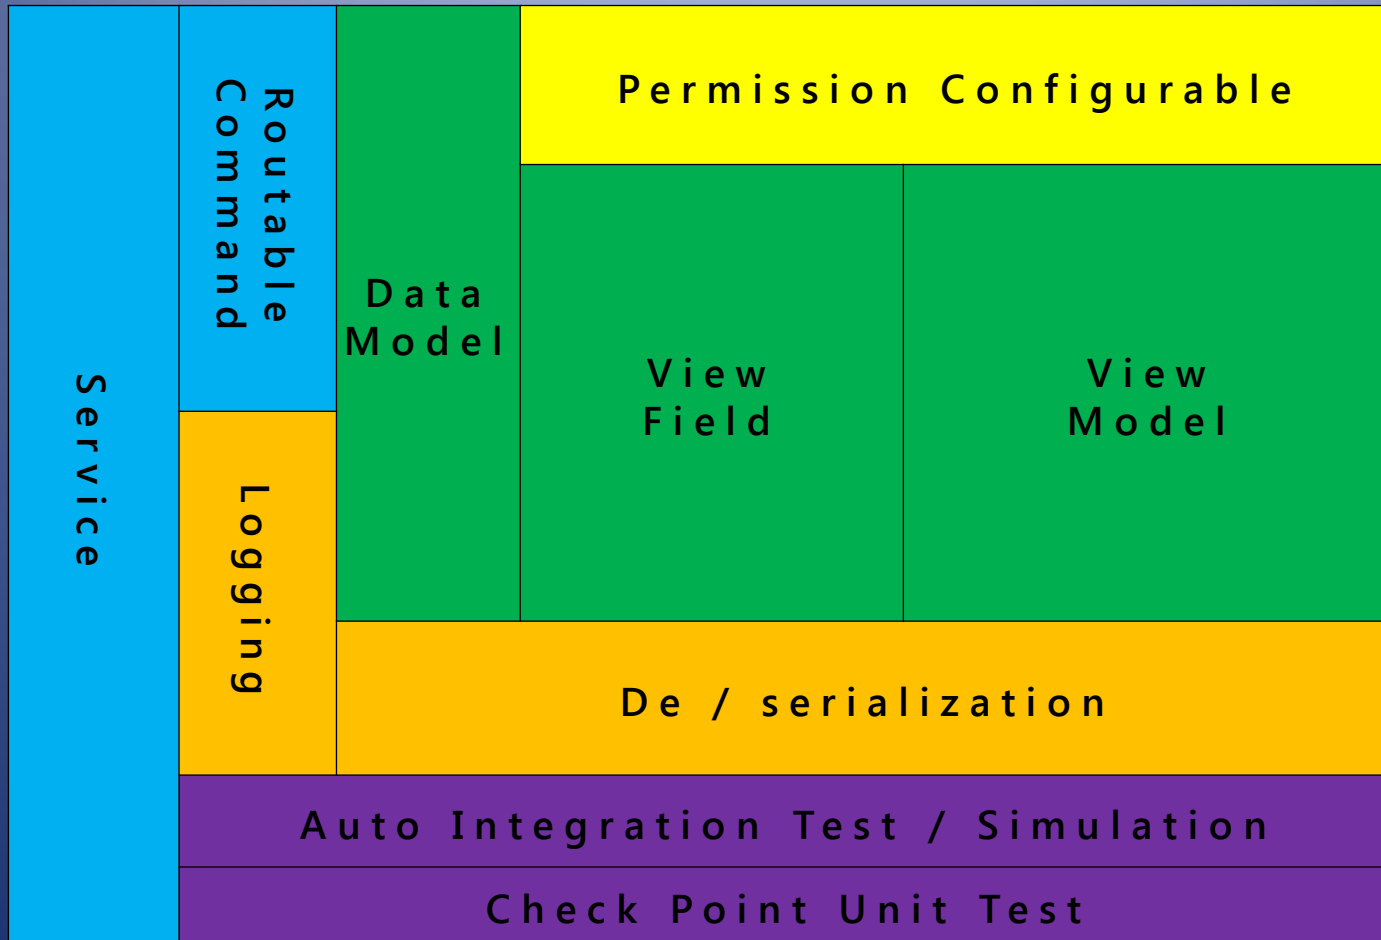 Service
Routable
Command
Logging
Data
Model
Permission Configurable
View
Field
View
Model
De / serialization
Auto Integration Test / Simulation
Check Point Unit Test